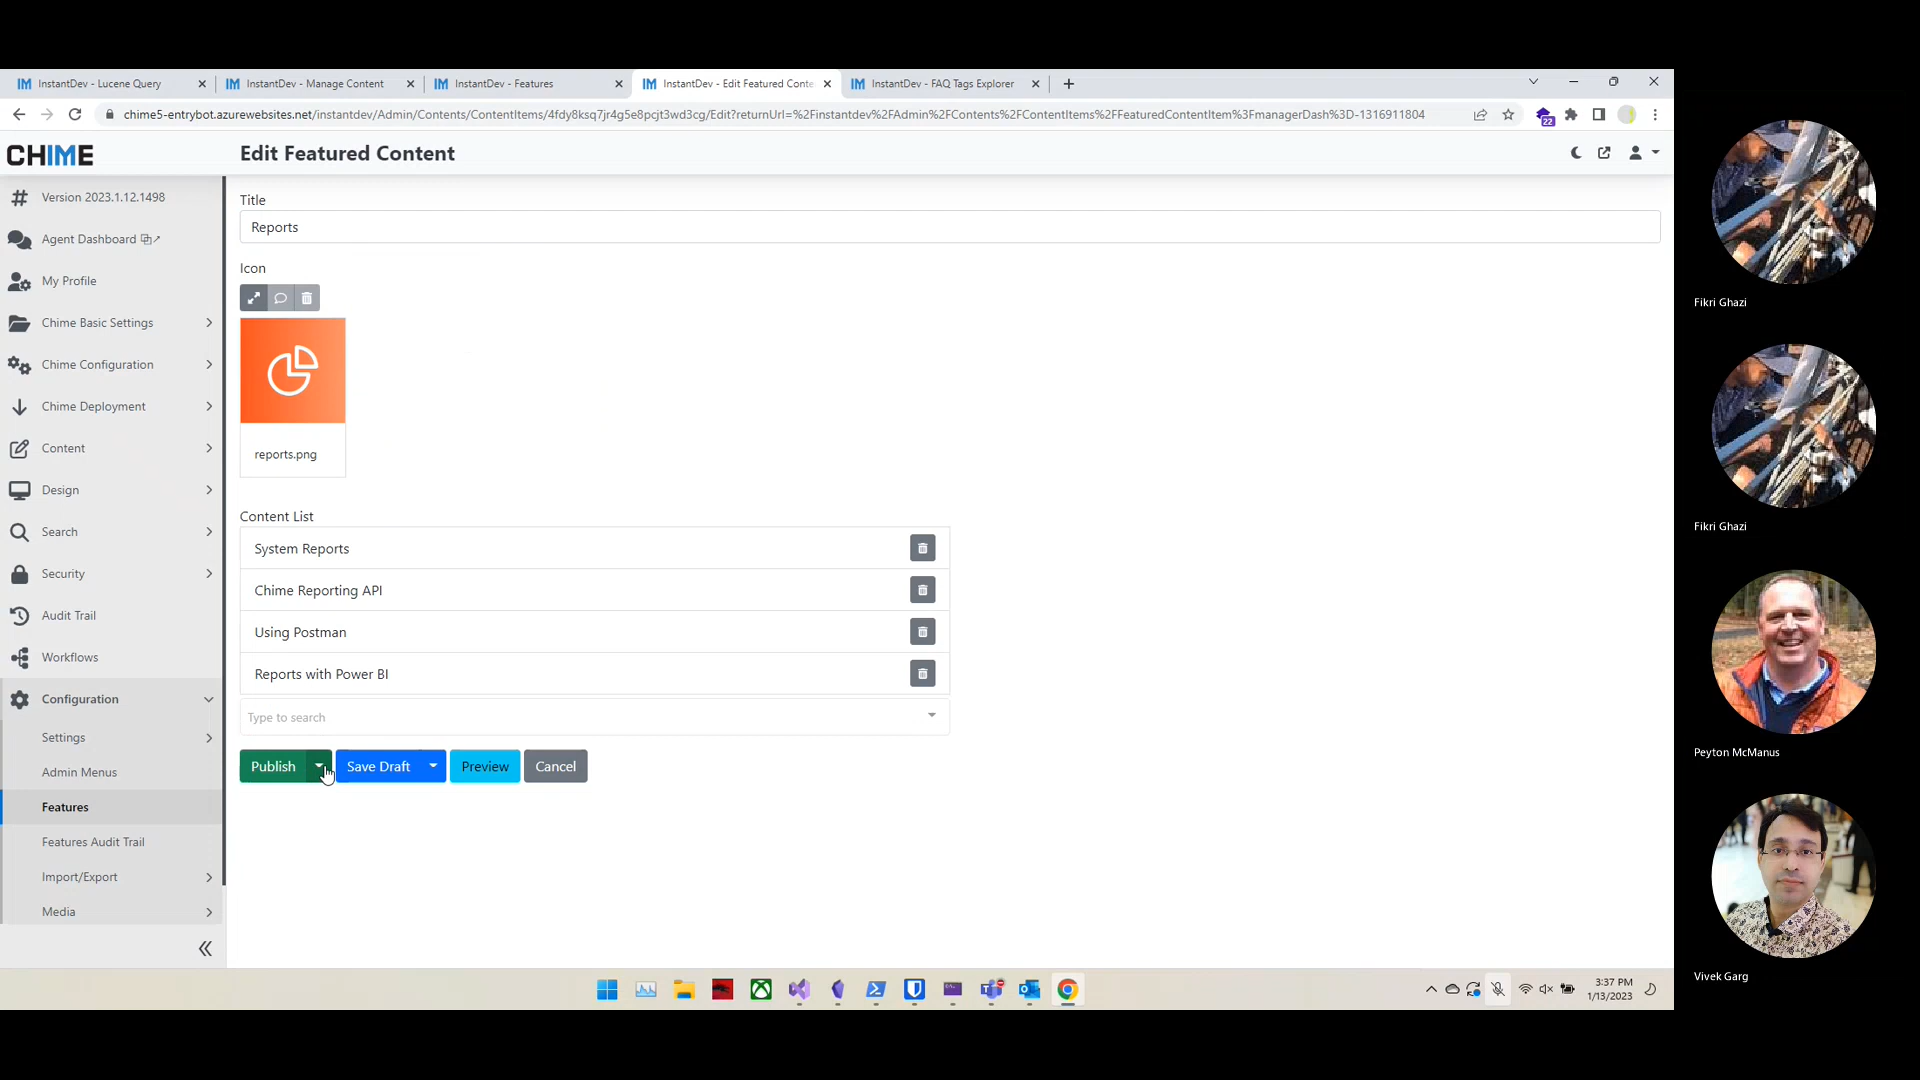 InstantDev - Lucene Query
InstantDev - Manage Content
InstantDev - Features
InstantDev - Edit Featured Conte
InstantDev - FAQ Tags Explorer
chime5-entrybot.azurewebsites.net/instantdev/Admin/Contents/ContentItems/4fdy8ksq7jr4g5e8pcjt3wd3cg/Edit?returnUrl=%2Finstantdev%2FAdmin%2FContents%2FContentItems%2FFeaturedContentItem%3FmanagerDash%3D-1316911804
22
CHIME
Edit Featured Content
Version 2023.1.12.1498
Agent Dashboard
My Profile
Chime Basic Settings
Chime Configuration
Chime Deployment
Content
Design
Search
Security
Audit Trail
Workflows
Configuration
Settings
Admin Menus
Features
Features Audit Trail
Import/Export
Media
Title
Reports
Icon
reports.png
Content List
System Reports
Chime Reporting API
Using Postman
Reports with Power BI
Type to search
Publish
Save Draft
Preview
Cancel
Fikri Ghazi
Fikri Ghazi
Peyton McManus
Vivek Garg
3:37 PM
1/13/2023